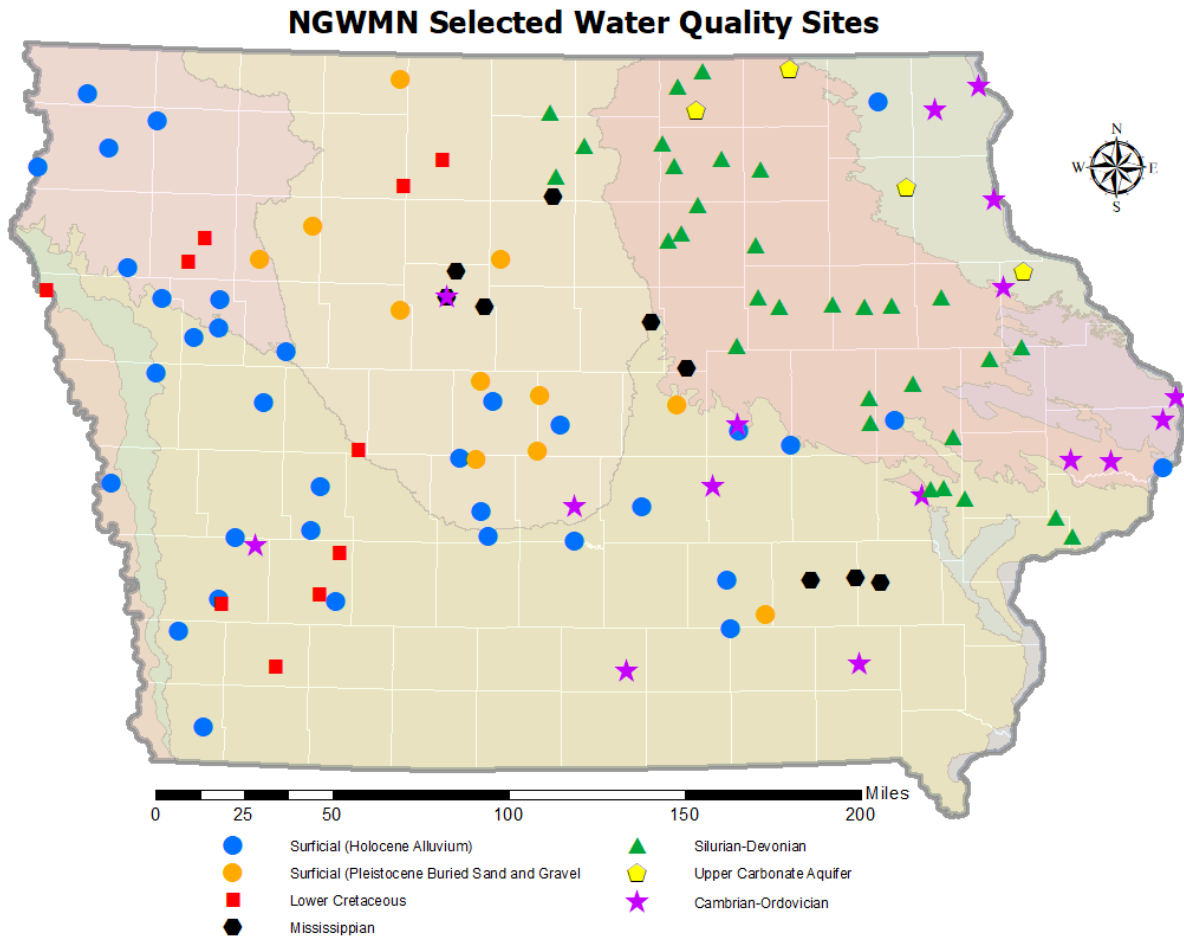 NGWMN Selected Water Quality Sites
N
W E
S
0 25 50 100 150 200 Miles
Surficial (Holocene Alluvium)
Surficial (Pleistocene Buried Sand and Gravel
Lower Cretaceous
Mississippian
Silurian-Devonian
Upper Carbonate Aquifer
Cambrian-Ordovician